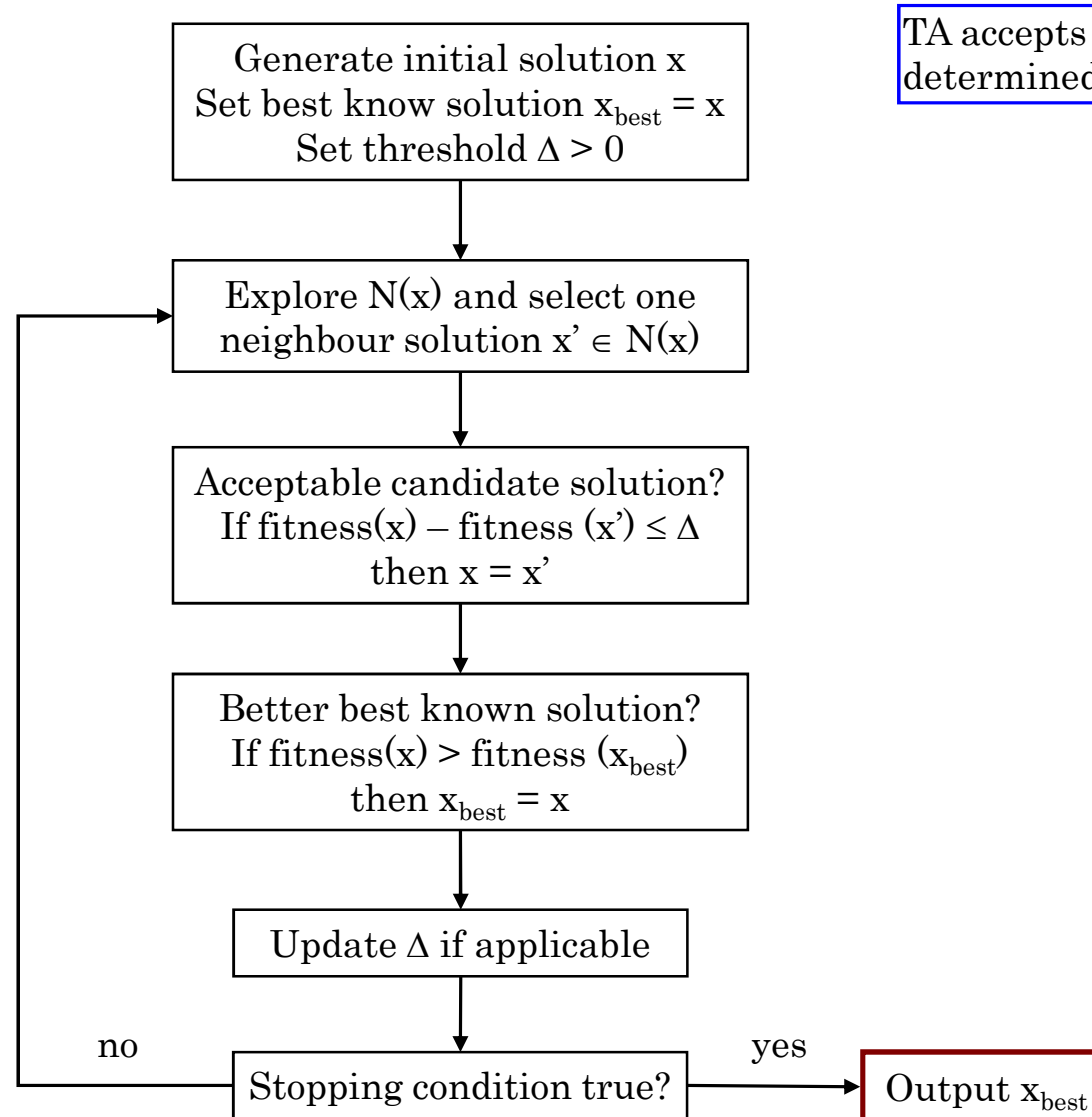 Generate initial solution x
Set best know solution x_best = x
Set threshold Δ > 0
TA accepts
determined
Explore N(x) and select one
neighbour solution x’ ∈ N(x)
Acceptable candidate solution?
If fitness(x) – fitness (x’) ≤ Δ
then x = x’
Better best known solution?
If fitness(x) > fitness (x_best)
then x_best = x
Update Δ if applicable
no
yes
Stopping condition true?
Output x_best